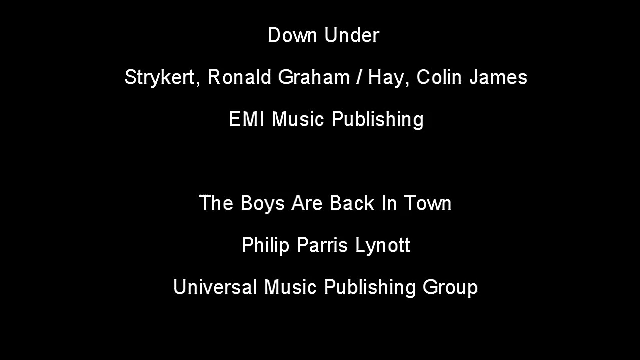 Down Under
Strykert, Ronald Graham / Hay, Colin James
EMI Music Publishing
The Boys Are Back In Town
Philip Parris Lynott
Universal Music Publishing Group